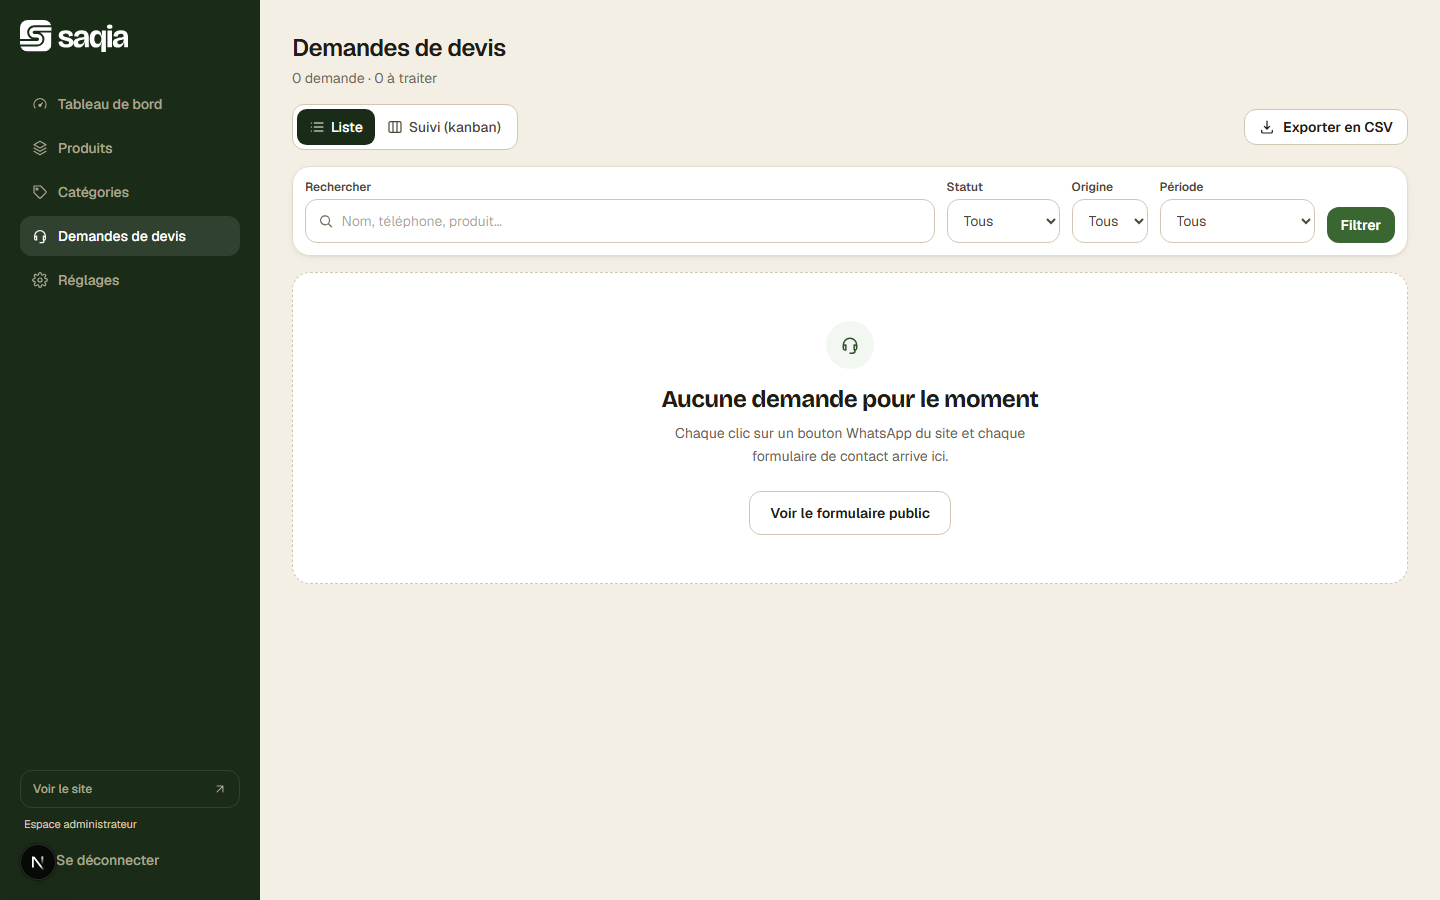 saqia
Tableau de bord
Produits
Catégories
Demandes de devis
Réglages
Voir le site
Espace administrateur
N
Se déconnecter
Demandes de devis
0 demande · 0 à traiter
Liste
Suivi (kanban)
Exporter en CSV
Rechercher
Statut
Origine
Période
Nom, téléphone, produit…
Tous
Tous
Tous
Filtrer
Aucune demande pour le moment
Chaque clic sur un bouton WhatsApp du site et chaque
formulaire de contact arrive ici.
Voir le formulaire public